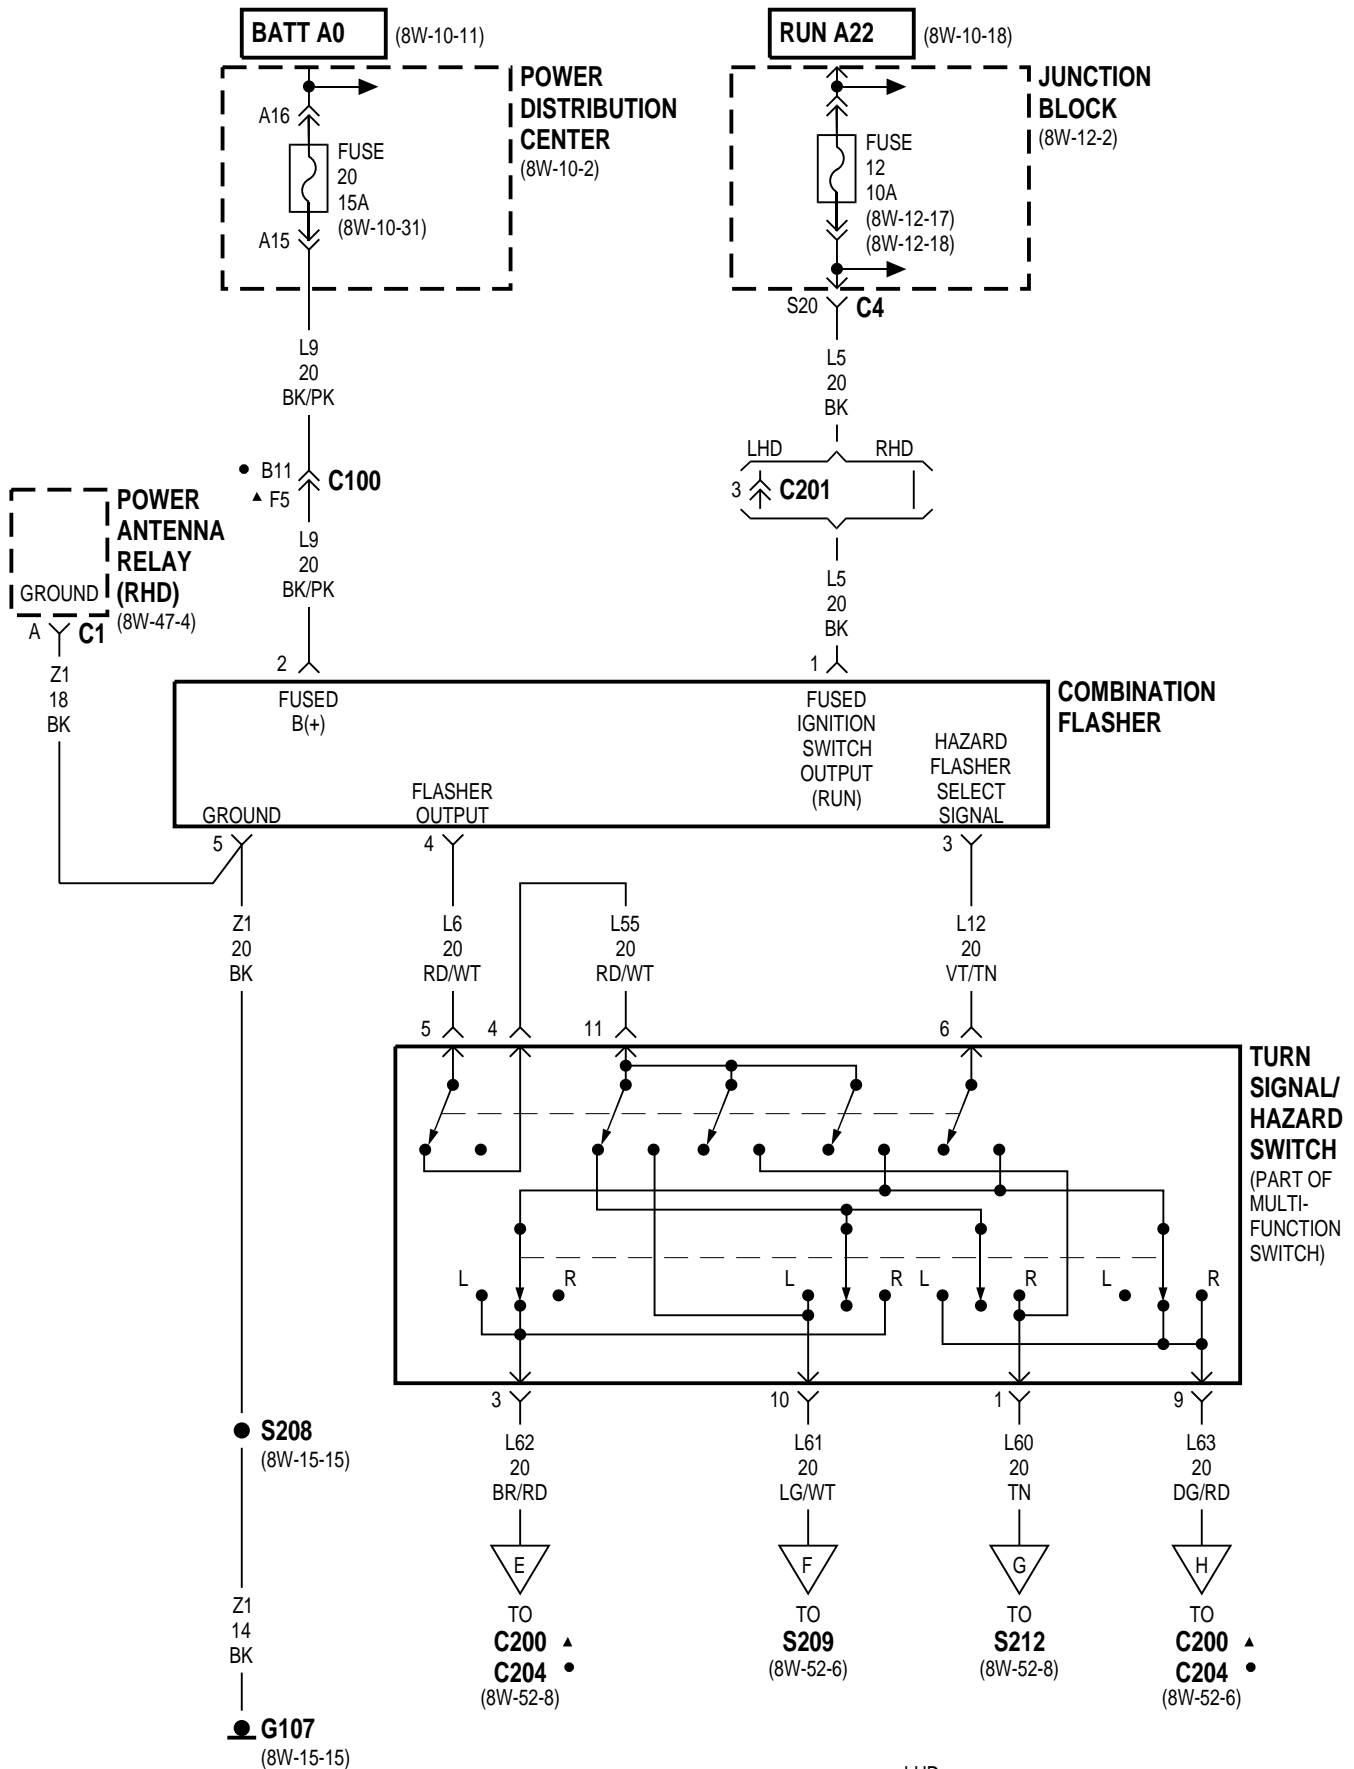 BATT A0
(8W-10-11)
RUN A22
(8W-10-18)
POWER
DISTRIBUTION
CENTER
(8W-10-2)
A16
FUSE
20
15A
(8W-10-31)
A15
JUNCTION
BLOCK
(8W-12-2)
FUSE
12
10A
(8W-12-17)
(8W-12-18)
S20
C4
L9
20
BK/PK
L5
20
BK
LHD
RHD
B11
F5
C100
3
C201
POWER
ANTENNA
RELAY
(RHD)
(8W-47-4)
GROUND
A
C1
L9
20
BK/PK
L5
20
BK
Z1
18
BK
2
1
COMBINATION
FLASHER
FUSED
B(+)
FUSED
IGNITION
SWITCH
OUTPUT
(RUN)
HAZARD
FLASHER
SELECT
SIGNAL
FLASHER
OUTPUT
GROUND
5
4
3
Z1
20
BK
L6
20
RD/WT
L55
20
RD/WT
L12
20
VT/TN
5
4
11
6
TURN
SIGNAL/
HAZARD
SWITCH
(PART OF
MULTI-
FUNCTION
SWITCH)
L
R
L
R
L
R
L
R
3
10
1
9
L62
20
BR/RD
L61
20
LG/WT
L60
20
TN
L63
20
DG/RD
S208
(8W-15-15)
E
F
G
H
TO
C200
C204
(8W-52-8)
TO
S209
(8W-52-6)
TO
S212
(8W-52-8)
TO
C200
C204
(8W-52-6)
Z1
14
BK
G107
(8W-15-15)